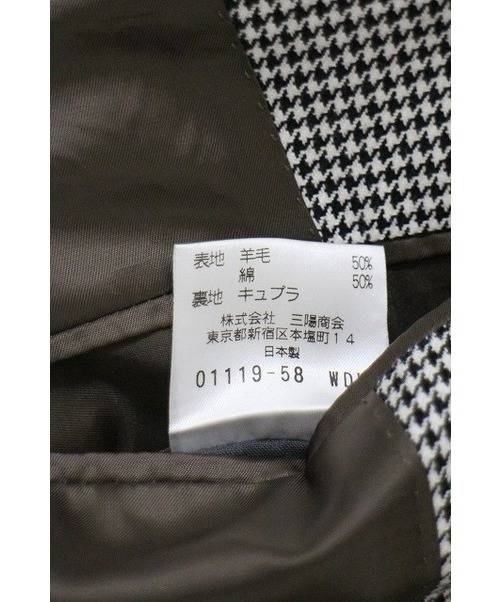 表地 羊毛 50%
綿 50%
裏地 キュプラ
株式会社 三陽商会
東京都新宿区本塩町14
日本製
01119-58